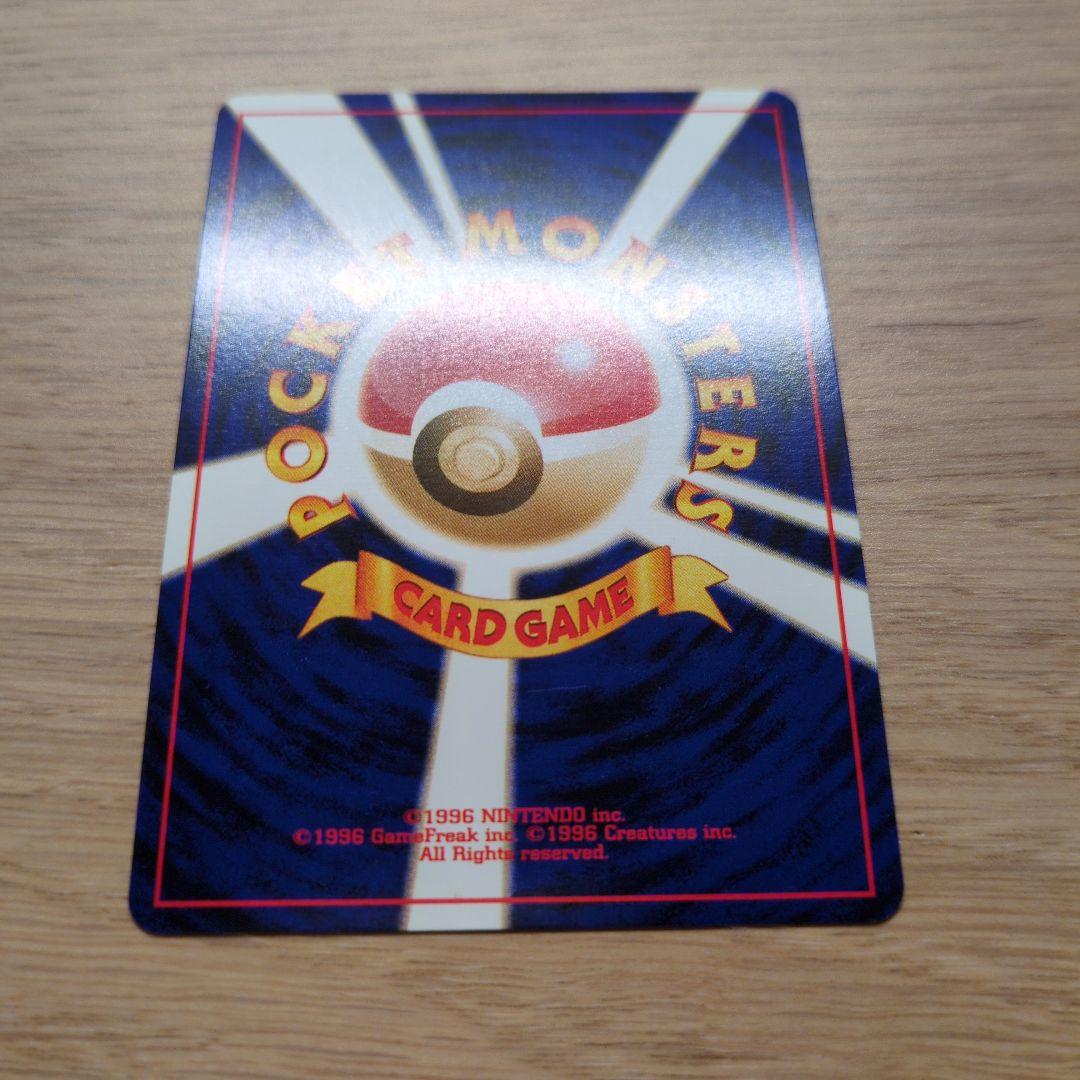 POCKET MONSTERS
CARD GAME
©1996 NINTENDO inc.
©1996 GameFreak inc. ©1996 Creatures inc.
All Rights reserved.